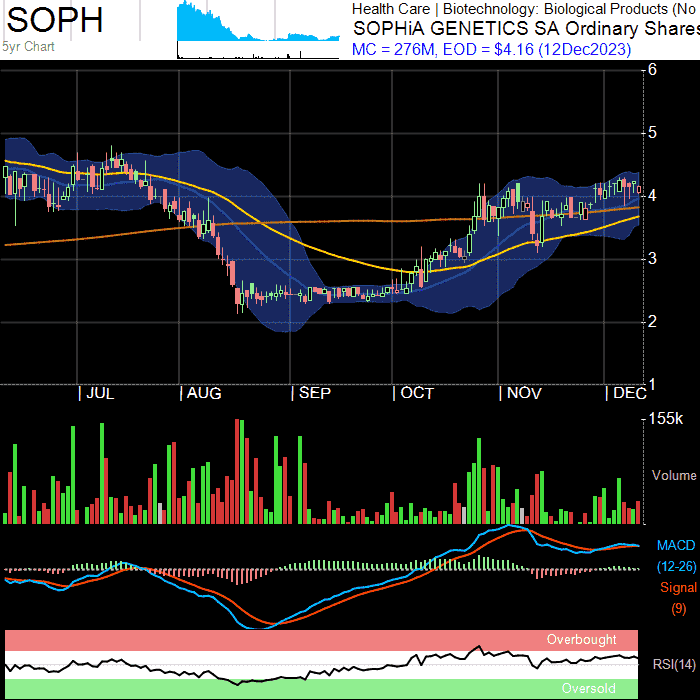 SOPH
5yr Chart
Health Care | Biotechnology: Biological Products (No
SOPHiA GENETICS SA Ordinary Shares
MC = 276M, EOD = $4.16 (12Dec2023)
6
5
4
3
2
1
| JUL | AUG | SEP | OCT | NOV | DEC
155k
Volume
MACD
(12-26)
Signal
(9)
Overbought
RSI(14)
Oversold